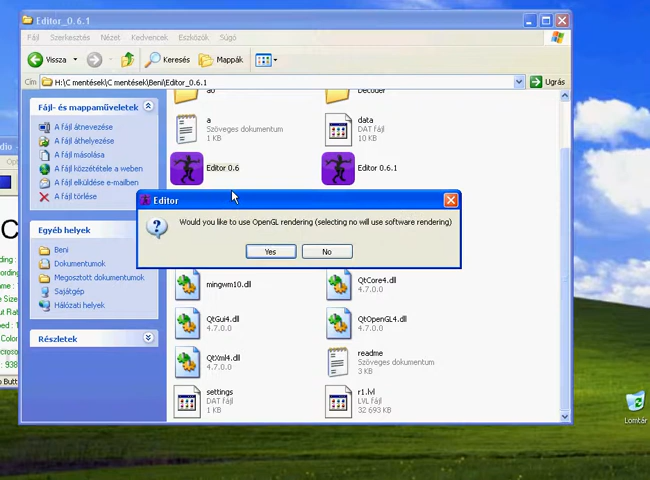 Editor_0.6.1
Fájl Szerkesztés Nézet Kedvencek Eszközök Súgó
Vissza Keresés Mappák
Cím H:\C mentések\C mentések\Beni\Editor_0.6.1 Ugrás
Fájl- és mappaműveletek
A fájl átnevezése
A fájl áthelyezése
A fájl másolása
A fájl közzététele a weben
A fájl elküldése e-mailben
A fájl törlése
Egyéb helyek
Beni
Dokumentumok
Megosztott dokumentumok
Sajátgép
Hálózati helyek
Részletek
a6 Decoder
a
Szöveges dokumentum
1 KB
data
DAT fájl
10 KB
Editor 0.6 Editor 0.6.1
Editor
Would you like to use OpenGL rendering (selecting no will use software rendering)
Yes No
mingwm10.dll
QtCore4.dll
4.7.0.0
QtGui4.dll
4.7.0.0
QtOpenGL4.dll
4.7.0.0
QtXml4.dll
4.7.0.0
readme
Szöveges dokumentum
3 KB
settings
DAT fájl
1 KB
r1.lvl
LVL fájl
32 693 KB
Lomtár